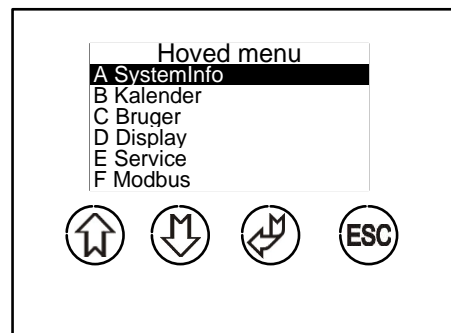 Hoved menu
A SystemInfo
B Kalender
C Bruger
D Display
E Service
F Modbus
ESC